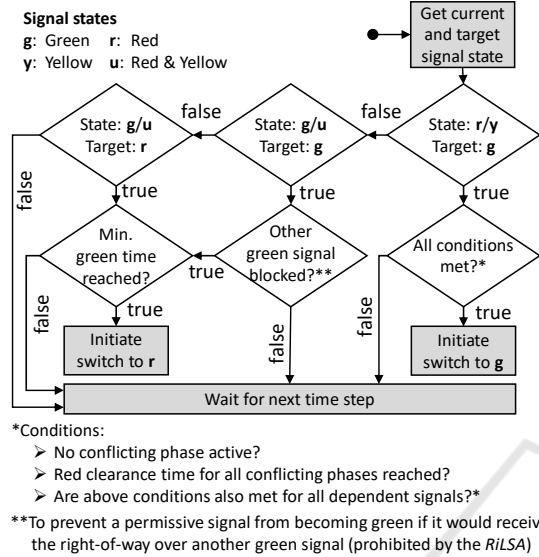 Signal states
g: Green r: Red
y: Yellow u: Red & Yellow
Get current
and target
signal state
State: g/u
Target: r
false
State: g/u
Target: g
false
State: r/y
Target: g
false
true
true
true
Min.
green time
reached?
true
Other
green signal
blocked?**
All conditions
met?*
false
true
false
false
true
Initiate
switch to r
Initiate
switch to g
Wait for next time step
*Conditions:
➢ No conflicting phase active?
➢ Red clearance time for all conflicting phases reached?
➢ Are above conditions also met for all dependent signals?*
**To prevent a permissive signal from becoming green if it would receive
the right-of-way over another green signal (prohibited by the RiLSA)